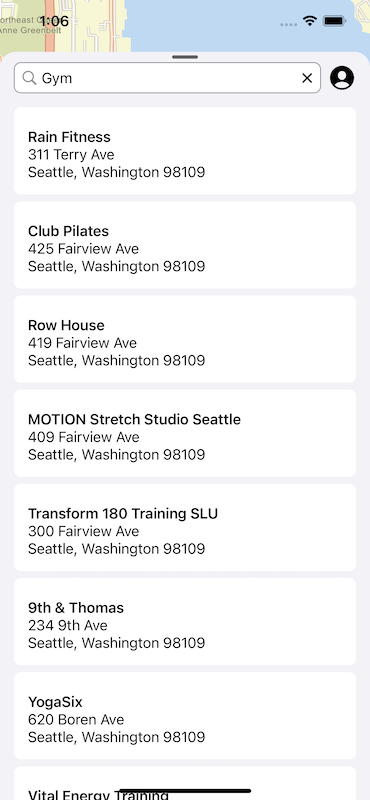 ortheast
1:06
Anne Greenbelt
Gym
Rain Fitness
311 Terry Ave
Seattle, Washington 98109
Club Pilates
425 Fairview Ave
Seattle, Washington 98109
Row House
419 Fairview Ave
Seattle, Washington 98109
MOTION Stretch Studio Seattle
409 Fairview Ave
Seattle, Washington 98109
Transform 180 Training SLU
300 Fairview Ave
Seattle, Washington 98109
9th & Thomas
234 9th Ave
Seattle, Washington 98109
YogaSix
620 Boren Ave
Seattle, Washington 98109
Vital Energy Training